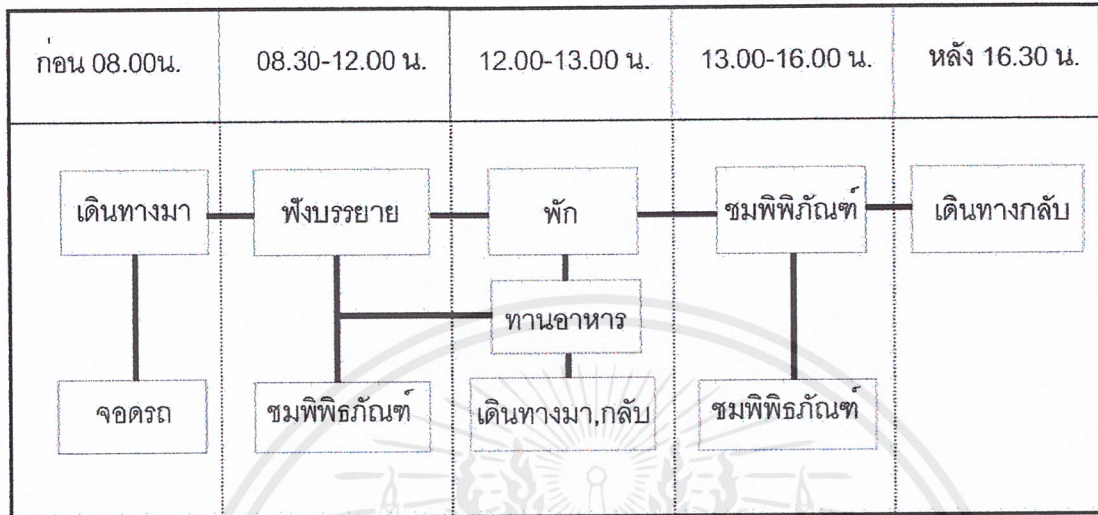 ก่อน 08.00น. 08.30-12.00 น. 12.00-13.00 น. 13.00-16.00 น. หลัง 16.30 น.
เดินทางมา ฟังบรรยาย พัก ชมพิพิภัณฑ์ เดินทางกลับ
ทานอาหาร
จอดรถ ชมพิพิธภัณฑ์ เดินทางมา,กลับ ชมพิพิธภัณฑ์